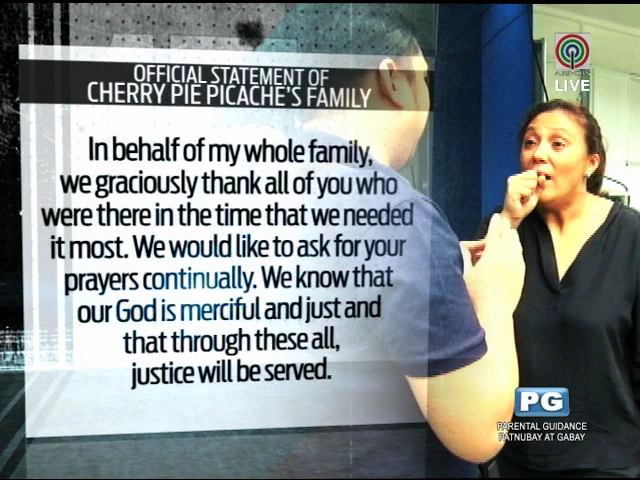 ABS-CBN
LIVE
OFFICIAL STATEMENT OF
CHERRY PIE PICACHE'S FAMILY
In behalf of my whole family,
we graciously thank all of you who
were there in the time that we needed
it most. We would like to ask for your
prayers continually. We know that
our God is merciful and just and
that through these all,
justice will be served.
PG
PARENTAL GUIDANCE
PATNUBAY AT GABAY